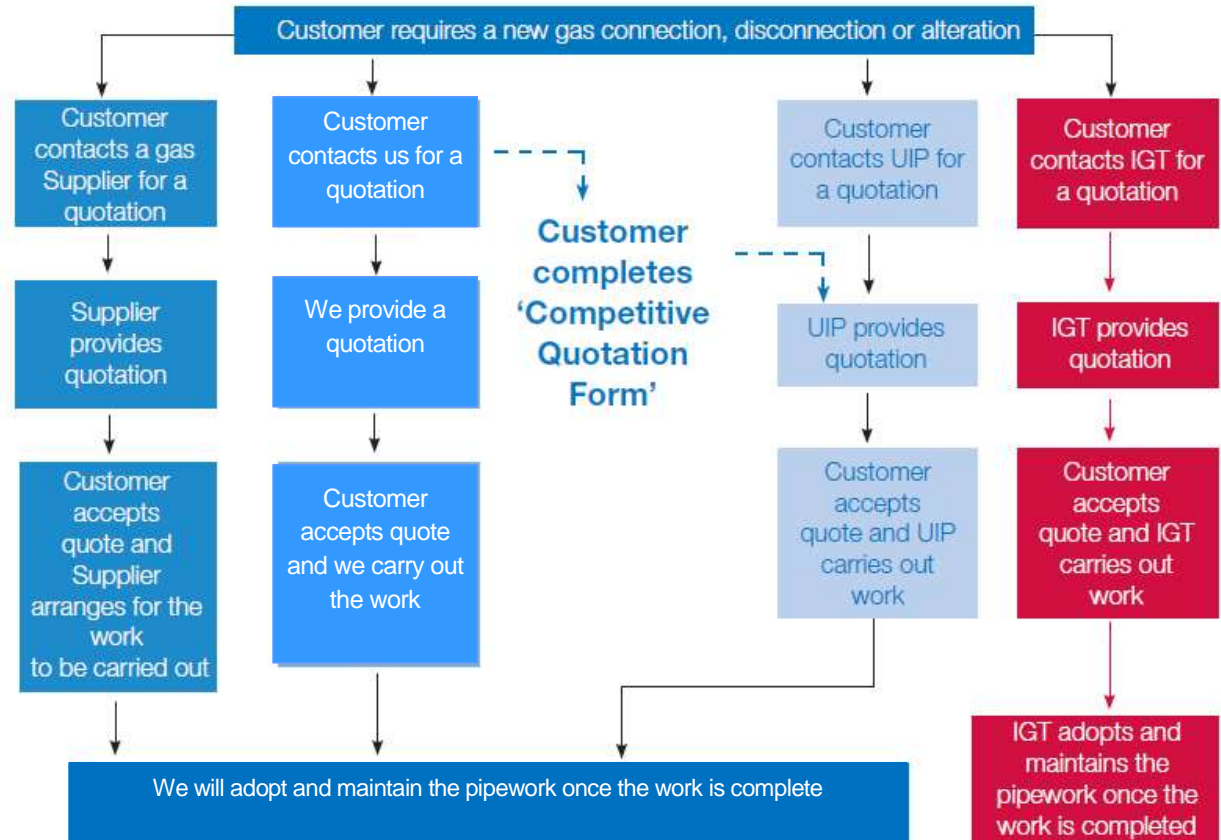 Customer requires a new gas connection, disconnection or alteration
Customer
contacts a gas
Supplier for a
quotation
Customer
contacts us for a
quotation
Customer
contacts UIP for
a quotation
Customer
contacts IGT for
a quotation
Customer
completes
‘Competitive
Quotation
Form’
Supplier
provides
quotation
We provide a
quotation
UIP provides
quotation
IGT provides
quotation
Customer
accepts
quote and
Supplier
arranges for the
work
to be carried out
Customer
accepts quote
and we carry out
the work
Customer
accepts
quote and UIP
carries out
work
Customer
accepts
quote and IGT
carries out
work
We will adopt and maintain the pipework once the work is complete
IGT adopts and
maintains the
pipework once the
work is completed